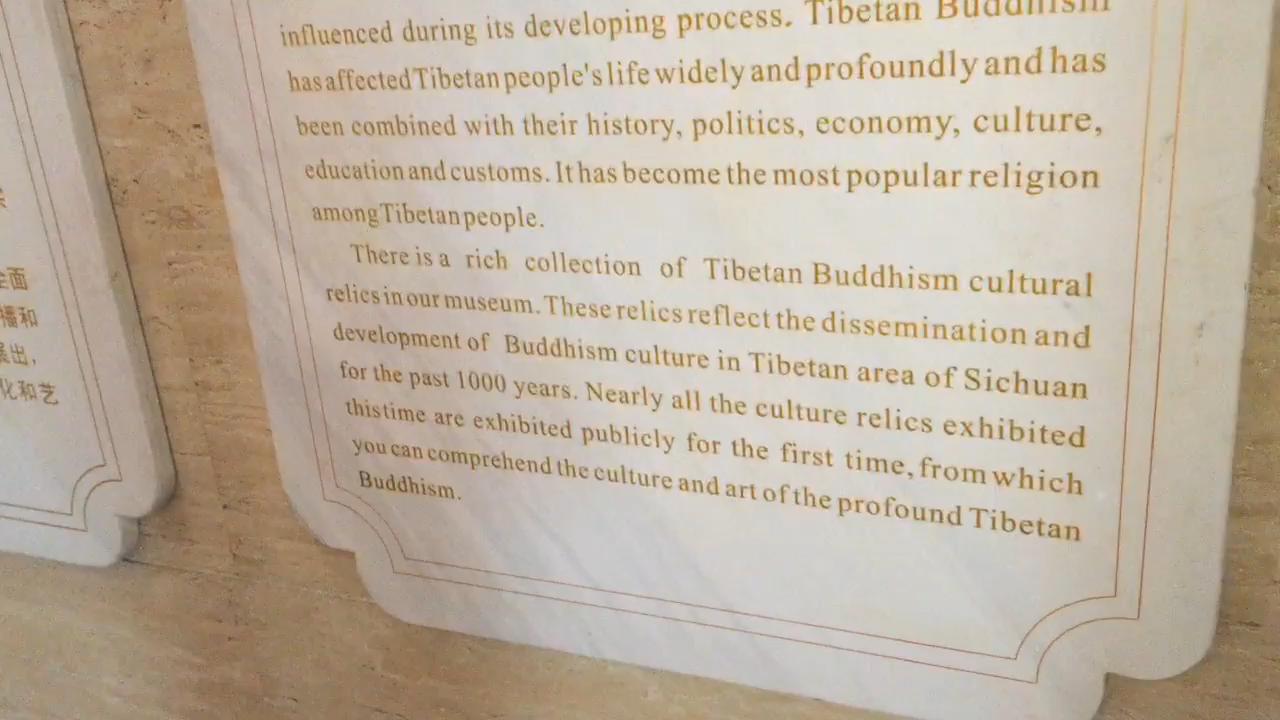 面
播和
展出，
化和艺
influenced during its developing process. Tibetan Buddhism
has affected Tibetan people's life widely and profoundly and has
been combined with their history, politics, economy, culture,
education and customs. It has become the most popular religion
among Tibetan people.
There is a rich collection of Tibetan Buddhism cultural
relics in our museum. These relics reflect the dissemination and
development of Buddhism culture in Tibetan area of Sichuan
for the past 1000 years. Nearly all the culture relics exhibited
this time are exhibited publicly for the first time, from which
you can comprehend the culture and art of the profound Tibetan
Buddhism.